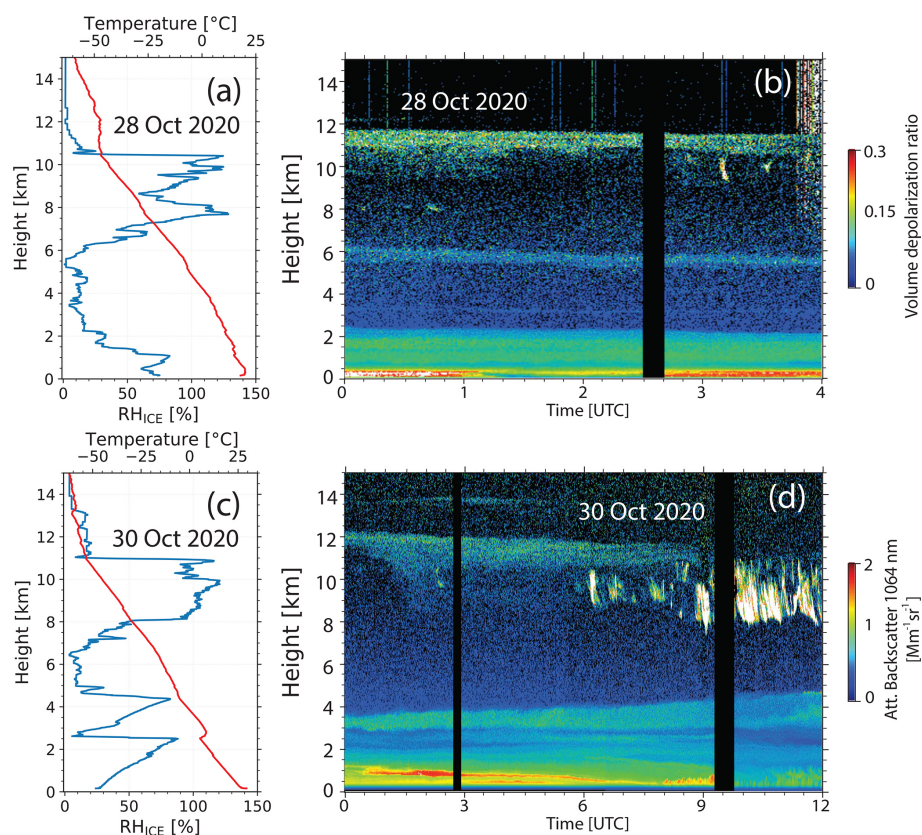 Temperature [°C]
−50 −25 0 20
14
12
10
8
6
4
2
0
Height [km]
(a)
28 Oct 2020
0 50 100 150
RH_ICE [%]
14
12
10
8
6
4
2
0
Height [km]
28 Oct 2020
(b)
0 1 2 3 4
Time [UTC]
0.3
0.15
0
Volume depolarization ratio
Temperature [°C]
−50 −25 0 20
14
12
10
8
6
4
2
0
Height [km]
(c)
30 Oct 2020
0 50 100 150
RH_ICE [%]
14
12
10
8
6
4
2
0
Height [km]
30 Oct 2020
(d)
0 3 6 9 12
Time [UTC]
2
1
0
Att. Backscatter 1064 nm
[Mm⁻¹ sr⁻¹]